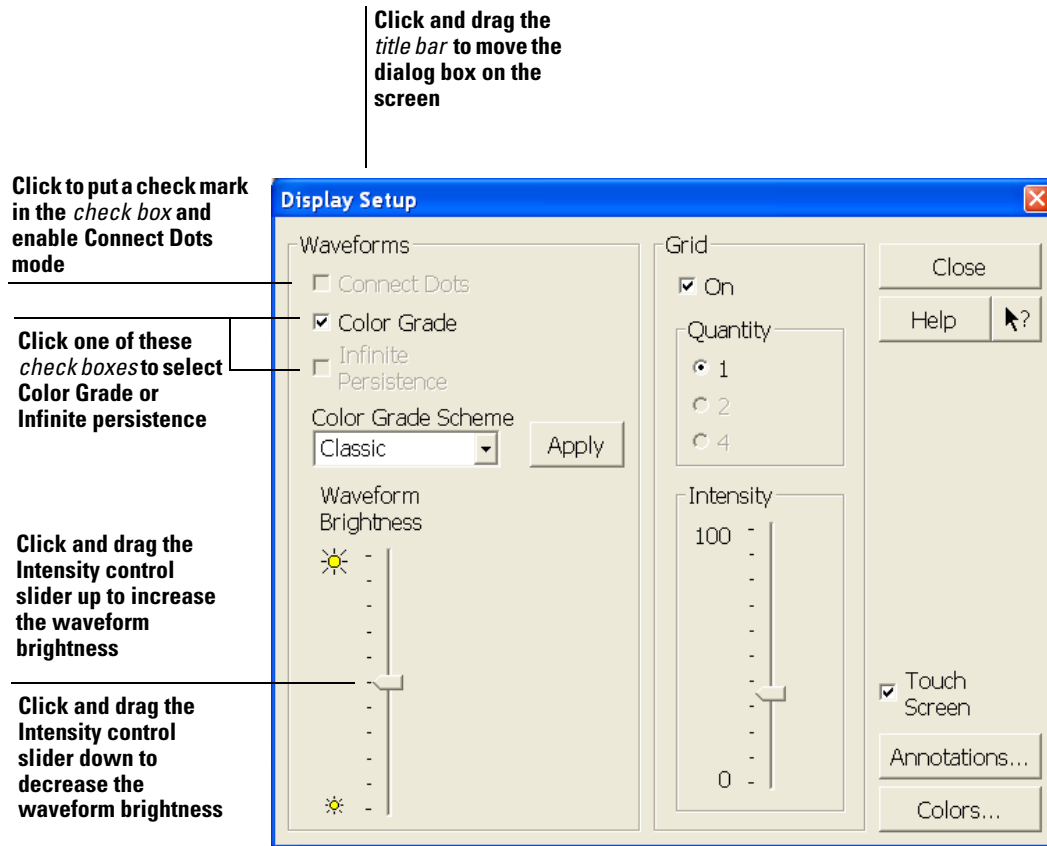 Click and drag the
title bar to move the
dialog box on the
screen
Click to put a check mark
in the check box and
enable Connect Dots
mode
Click one of these
check boxes to select
Color Grade or
Infinite persistence
Click and drag the
Intensity control
slider up to increase
the waveform
brightness
Click and drag the
Intensity control
slider down to
decrease the
waveform brightness
Display Setup
Waveforms
Connect Dots
Color Grade
Infinite
Persistence
Color Grade Scheme
Classic
Apply
Waveform
Brightness
Grid
On
Quantity
1
2
4
Intensity
100
0
Close
Help
?
Touch
Screen
Annotations...
Colors...